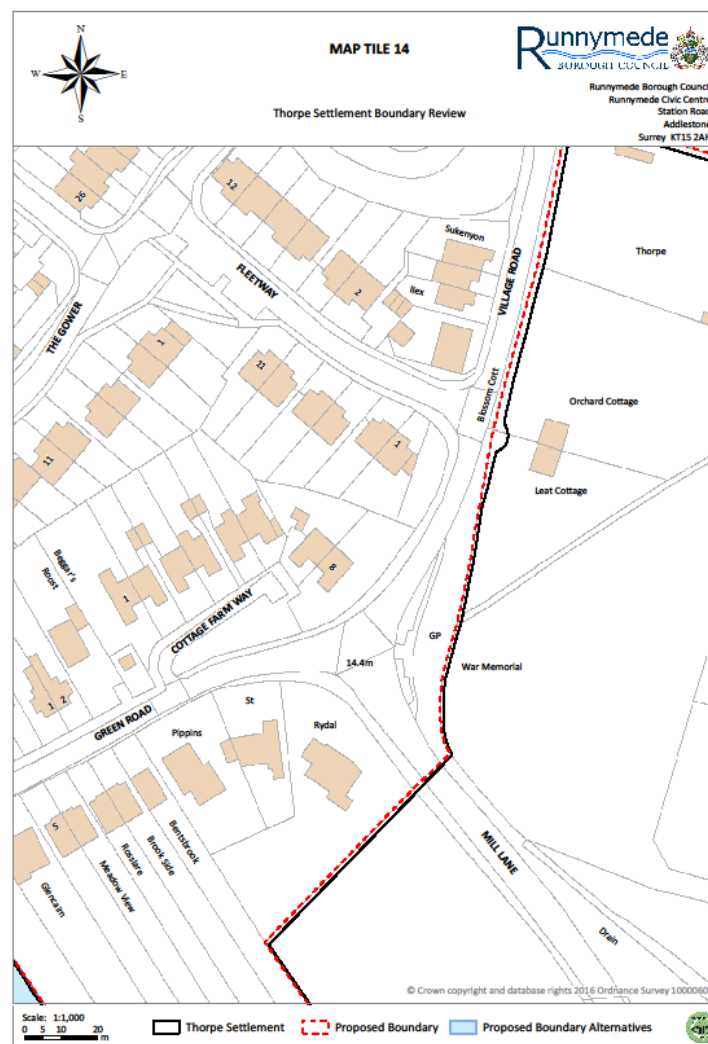 N
W E
S
MAP TILE 14
Thorpe Settlement Boundary Review
Runnymede
BOROUGH COUNCIL
Runnymede Borough Council
Runnymede Civic Centre
Station Road
Addlestone
Surrey KT15 2AH
26
12
Sukenyon
Thorpe
VILLAGE ROAD
FLEETWAY
2
Ilex
THE GOWER
1
11
Blossom Cott
Orchard Cottage
11
1
Leat Cottage
Beggar's
Roost
1
8
COTTAGE FARM WAY
GP
14.4m
War Memorial
1 2
GREEN ROAD
St
Pippins
Rydal
5
Bentsbrook
Brook Side
Rosslare
Meadow View
Glencairn
MILL LANE
Drain
© Crown copyright and database rights 2016 Ordnance Survey 1000060
Scale: 1:1,000
0 5 10 20
m
Thorpe Settlement
Proposed Boundary
Proposed Boundary Alternatives